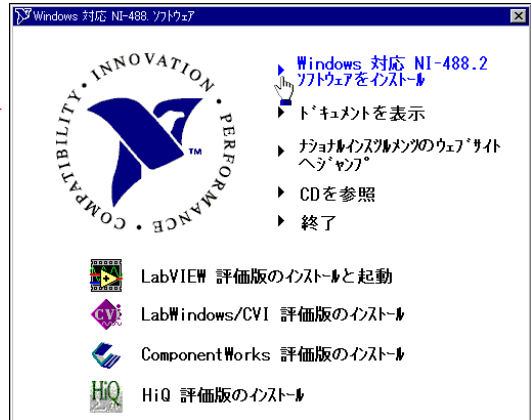 Windows 対応 NI-488. ソフトウェア
INNOVATION • PERFORMANCE • COMPATIBILITY •
TM
Windows 対応 NI-488.2
ソフトウェアをインストール
ドキュメントを表示
ナショナルインスツルメンツのウェブサイト
へジャンプ
CDを参照
終了
LabVIEW 評価版のインストールと起動
CVI
LabWindows/CVI 評価版のインストール
ComponentWorks 評価版のインストール
HiQ
HiQ 評価版のインストール